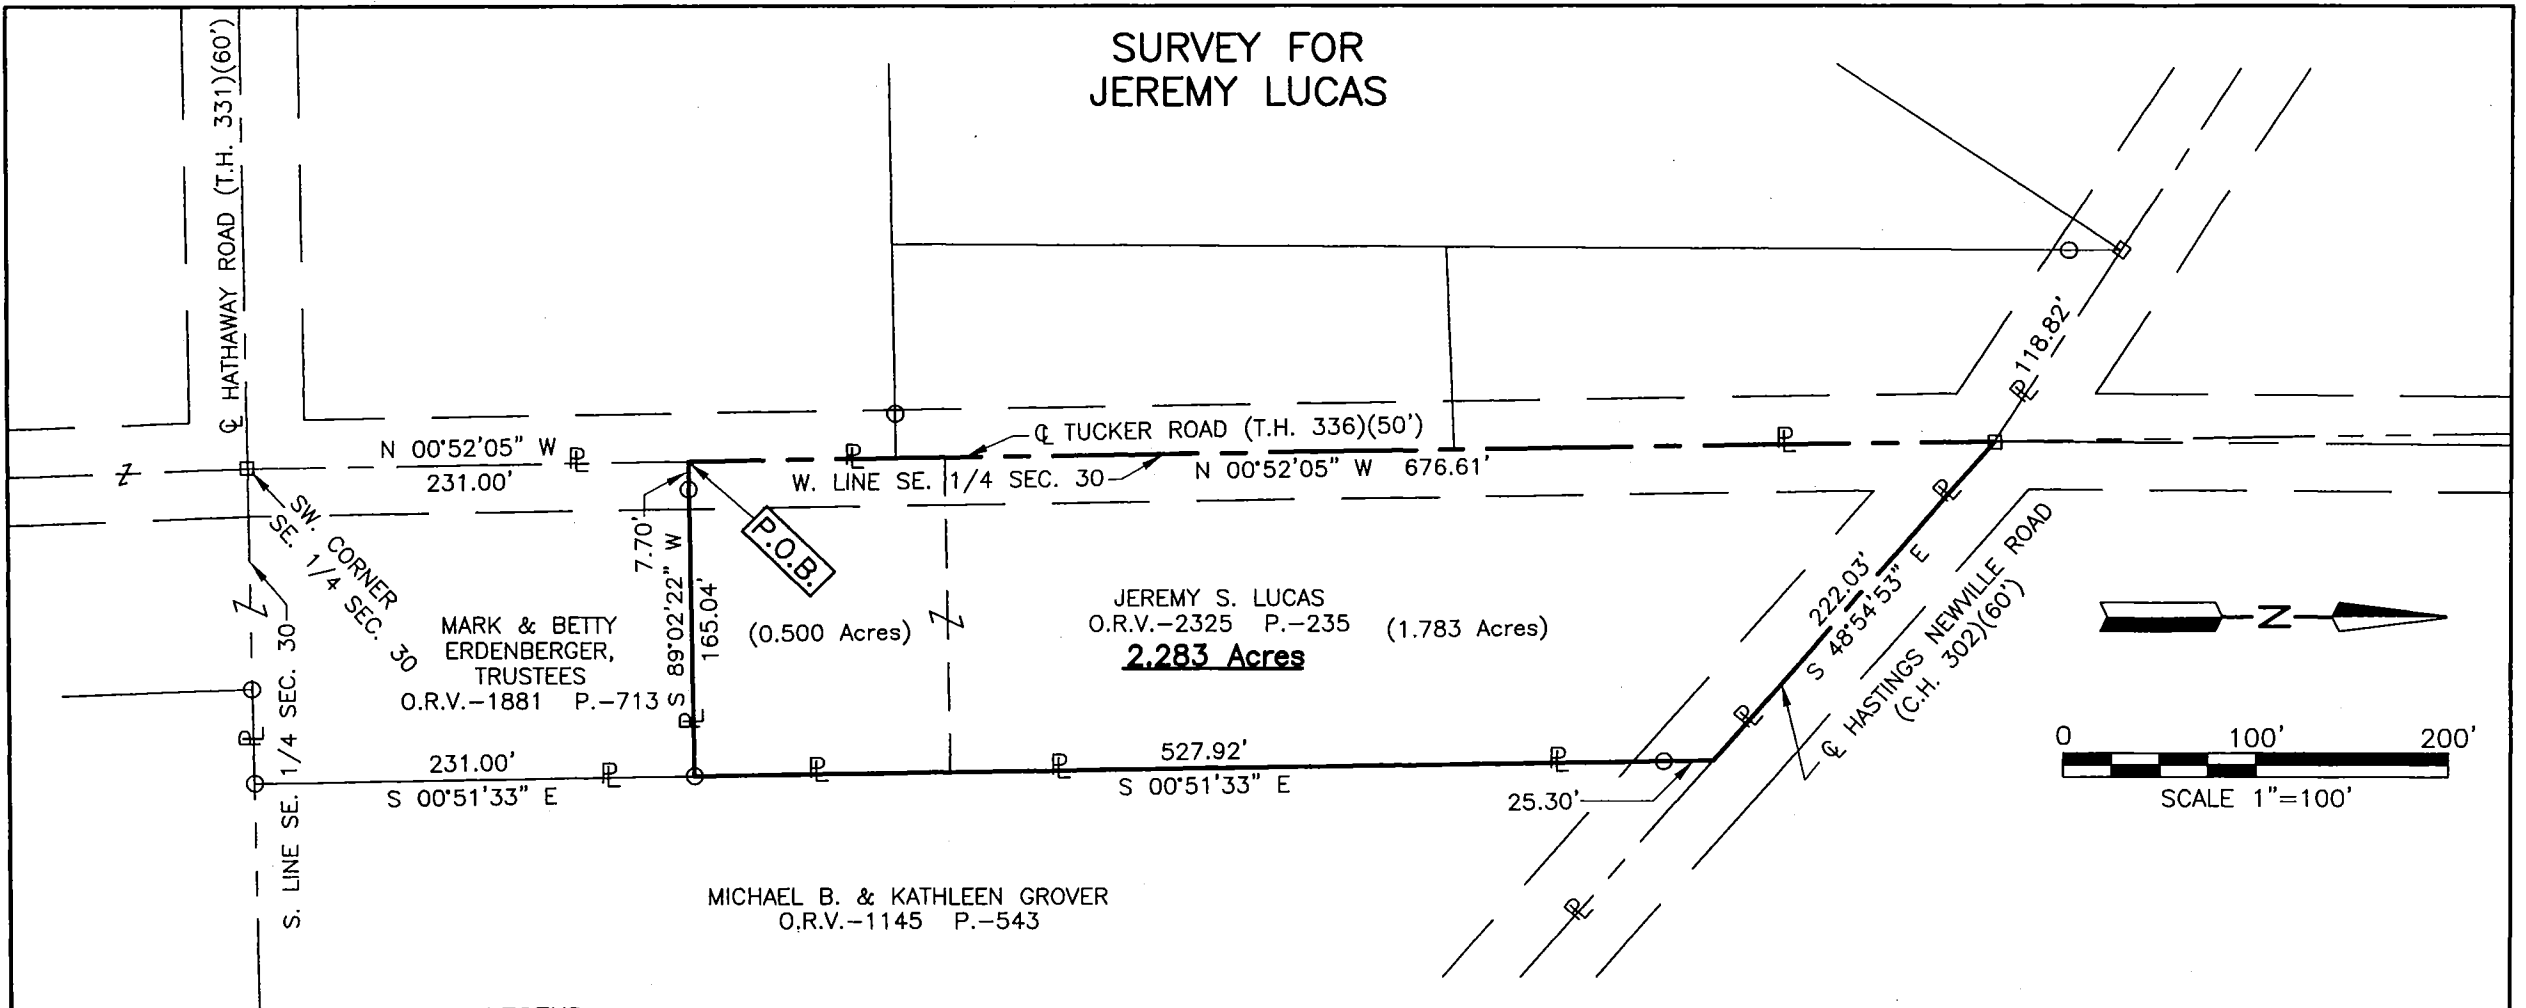 SURVEY FOR
JEREMY LUCAS
℄ HATHAWAY ROAD (T.H. 331)(60')
N 00°52'05" W
231.00'
℄ TUCKER ROAD (T.H. 336)(50')
W. LINE SE. 1/4 SEC. 30
N 00°52'05" W 676.61'
118.82'
SW. CORNER
SE. 1/4 SEC. 30
7.70'
P.O.B.
S 89°02'22" W
165.04'
MARK & BETTY
ERDENBERGER,
TRUSTEES
O.R.V.-1881 P.-713
(0.500 Acres)
JEREMY S. LUCAS
O.R.V.-2325 P.-235
(1.783 Acres)
2.283 Acres
222.03'
S 48°54'53" E
℄ HASTINGS NEWVILLE ROAD
(C.H. 302)(60')
N
0 100' 200'
SCALE 1"=100'
S. LINE SE. 1/4 SEC. 30
231.00'
S 00°51'33" E
527.92'
S 00°51'33" E
25.30'
MICHAEL B. & KATHLEEN GROVER
O.R.V.-1145 P.-543